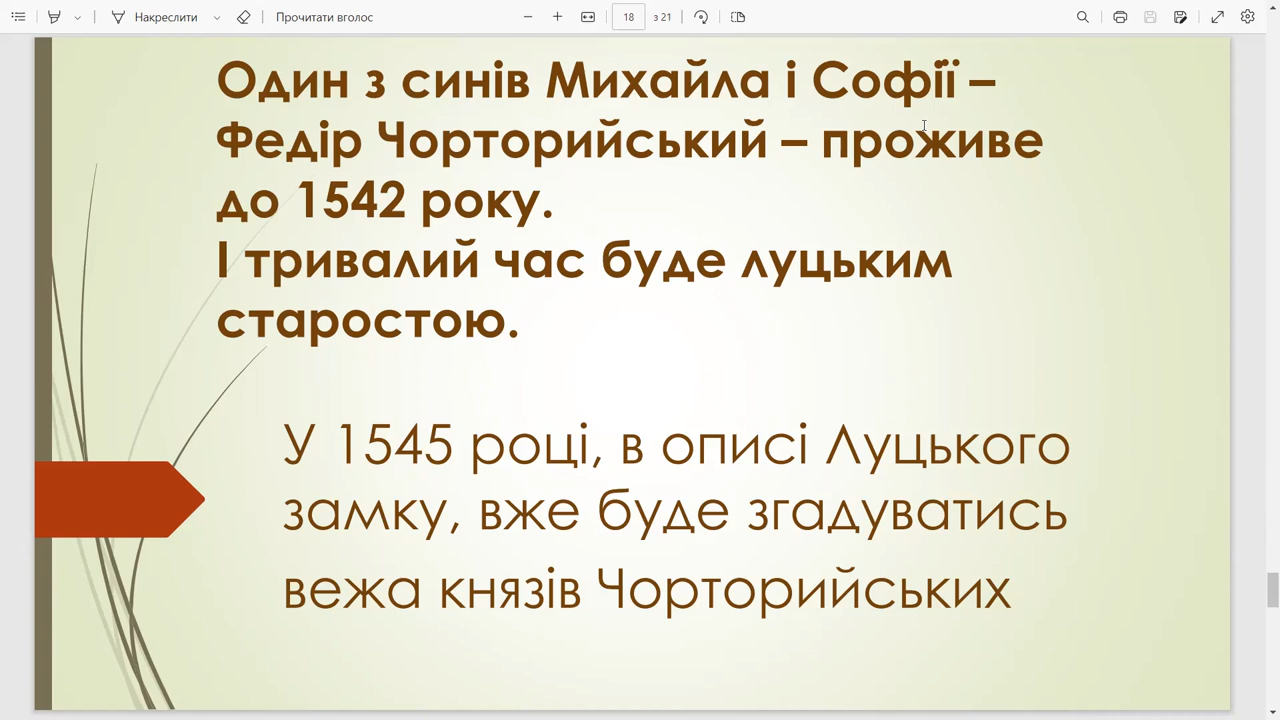 Накреслити
Прочитати вголос
18
з 21
Один з синів Михайла і Софії –
Федір Чорторийський – проживе
до 1542 року.
І тривалий час буде луцьким
старостою.
У 1545 році, в описі Луцького
замку, вже буде згадуватись
вежа князів Чорторийських